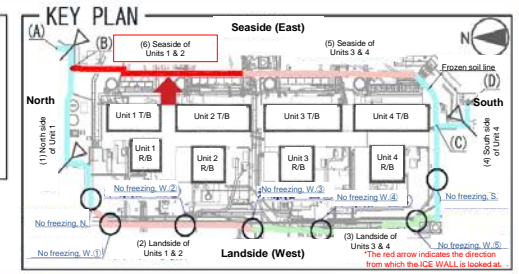 KEY PLAN
Seaside (East)
N
(A)
(B)
(6) Seaside of
Units 1 & 2
(5) Seaside of
Units 3 & 4
Frozen soil line
(D)
North
South
(1) North side
of Unit 1
Unit 1 T/B
Unit 2 T/B
Unit 3 T/B
Unit 4 T/B
(C)
(4) South side
of Unit 4
Unit 1
R/B
Unit 2
R/B
Unit 3
R/B
Unit 4
R/B
No freezing, W.②
No freezing, W.③
No freezing, W.④
No freezing, S.
No freezing, N.
No freezing, W.①
(2) Landside of
Units 1 & 2
Landside (West)
(3) Landside of
Units 3 & 4
No freezing, W.⑤
*The red arrow indicates the direction
from which the ICE WALL is looked at.